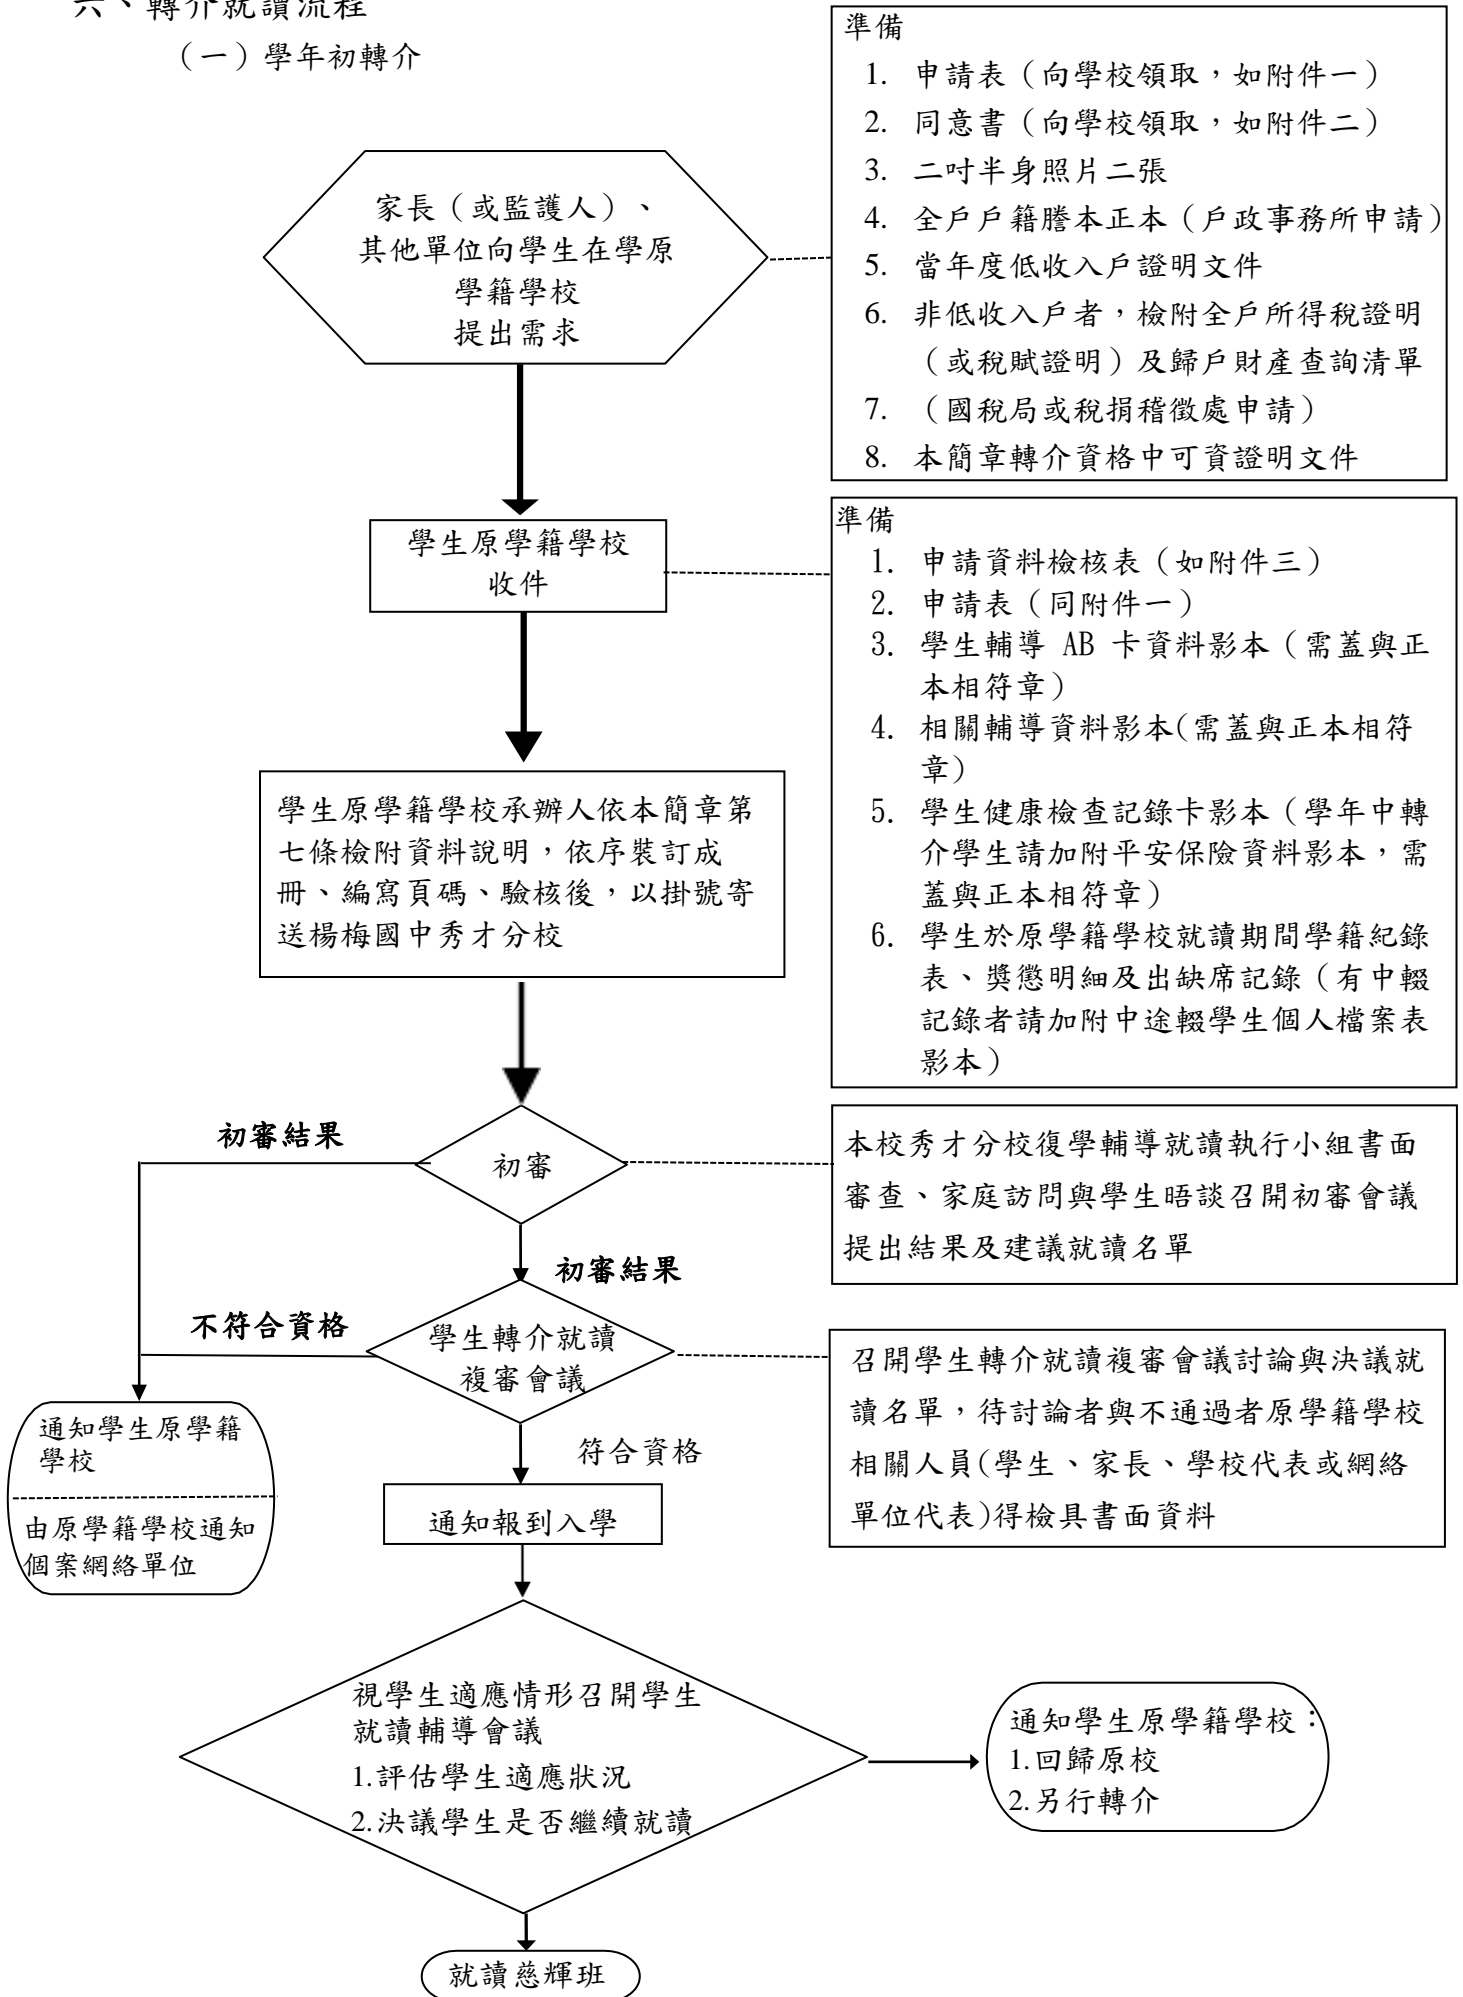 六、轉介就讀流程
（一）學年初轉介
準備
1. 申請表（向學校領取，如附件一）
2. 同意書（向學校領取，如附件二）
3. 二吋半身照片二張
4. 全戶戶籍謄本正本（戶政事務所申請）
5. 當年度低收入戶證明文件
6. 非低收入戶者，檢附全戶所得稅證明
（或稅賦證明）及歸戶財產查詢清單
7. （國稅局或稅捐稽徵處申請）
8. 本簡章轉介資格中可資證明文件
家長（或監護人）、
其他單位向學生在學原
學籍學校
提出需求
學生原學籍學校
收件
準備
1. 申請資料檢核表（如附件三）
2. 申請表（同附件一）
3. 學生輔導 AB 卡資料影本（需蓋與正
本相符章）
4. 相關輔導資料影本(需蓋與正本相符
章)
5. 學生健康檢查記錄卡影本（學年中轉
介學生請加附平安保險資料影本，需
蓋與正本相符章）
6. 學生於原學籍學校就讀期間學籍紀錄
表、獎懲明細及出缺席記錄（有中輟
記錄者請加附中途輟學生個人檔案表
影本）
學生原學籍學校承辦人依本簡章第
七條檢附資料說明，依序裝訂成
冊、編寫頁碼、驗核後，以掛號寄
送楊梅國中秀才分校
初審結果
初審
本校秀才分校復學輔導就讀執行小組書面
審查、家庭訪問與學生晤談召開初審會議
提出結果及建議就讀名單
初審結果
不符合資格
學生轉介就讀
複審會議
召開學生轉介就讀複審會議討論與決議就
讀名單，待討論者與不通過者原學籍學校
相關人員(學生、家長、學校代表或網絡
單位代表)得檢具書面資料
通知學生原學籍
學校
由原學籍學校通知
個案網絡單位
符合資格
通知報到入學
視學生適應情形召開學生
就讀輔導會議
1.評估學生適應狀況
2.決議學生是否繼續就讀
通知學生原學籍學校：
1.回歸原校
2.另行轉介
就讀慈輝班